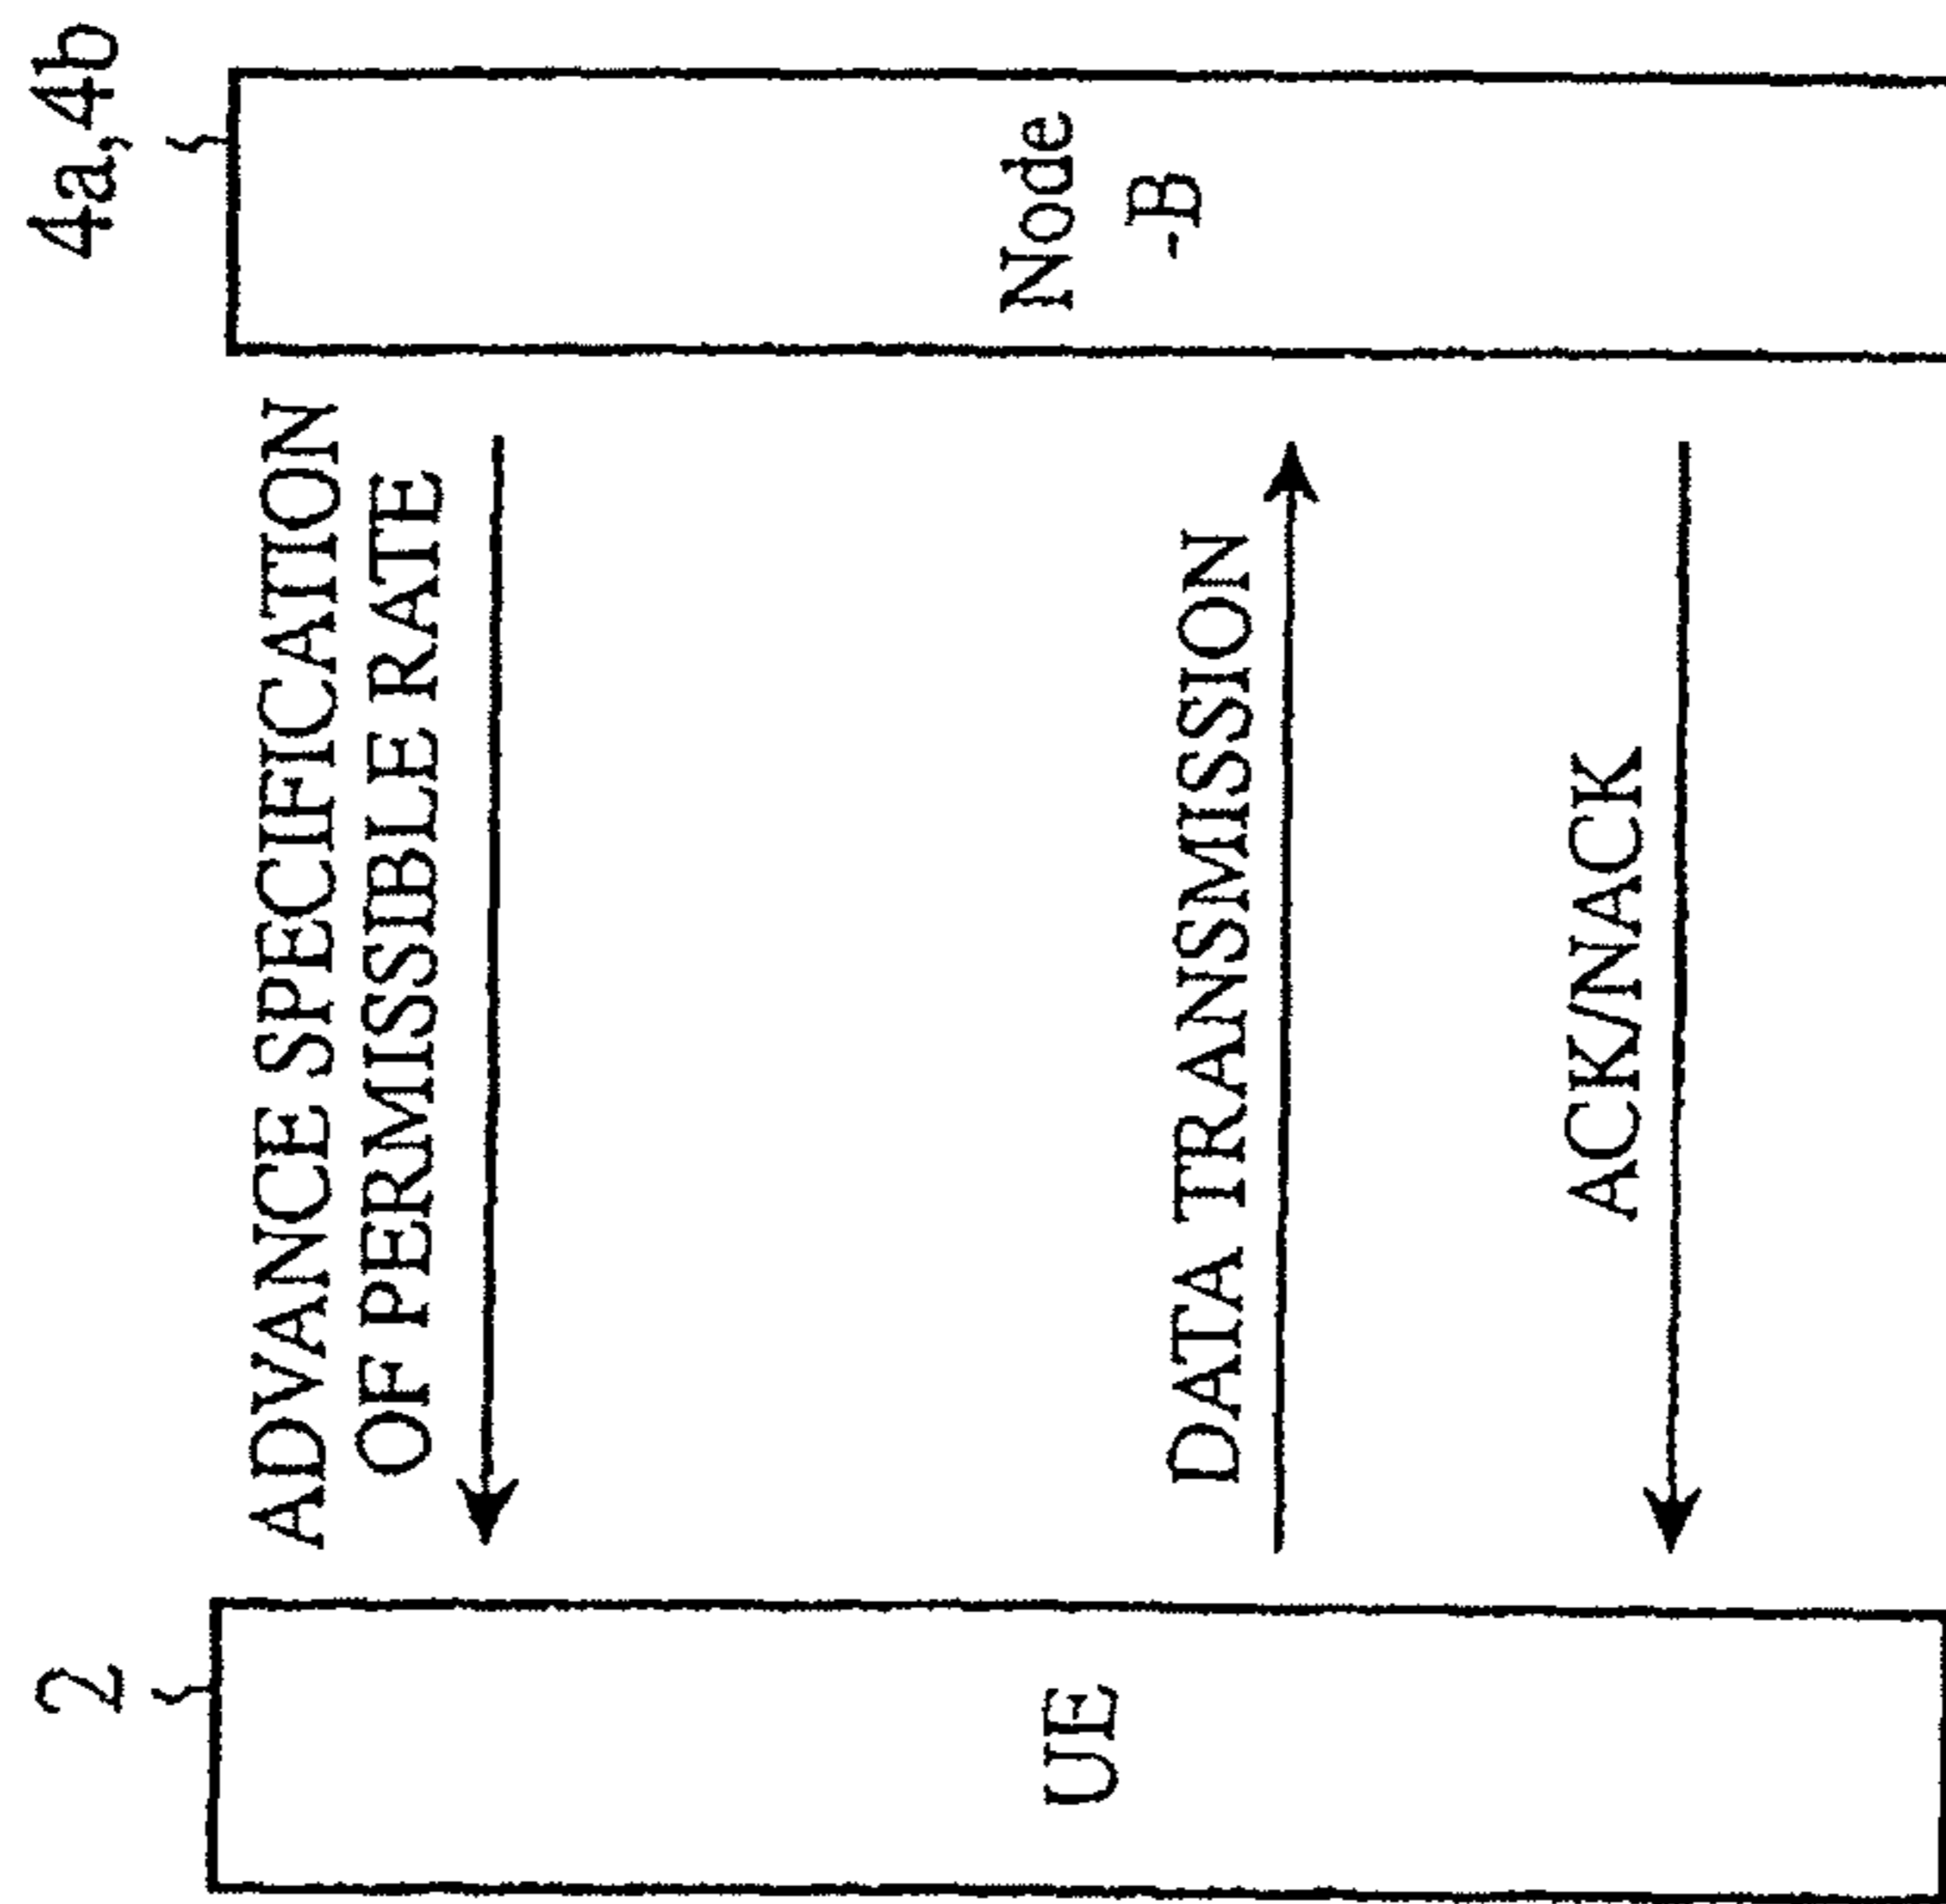 2
4a, 4b
UE
Node
-B
ADVANCE SPECIFICATION
OF PERMISSIBLE RATE
DATA TRANSMISSION
ACK/NACK